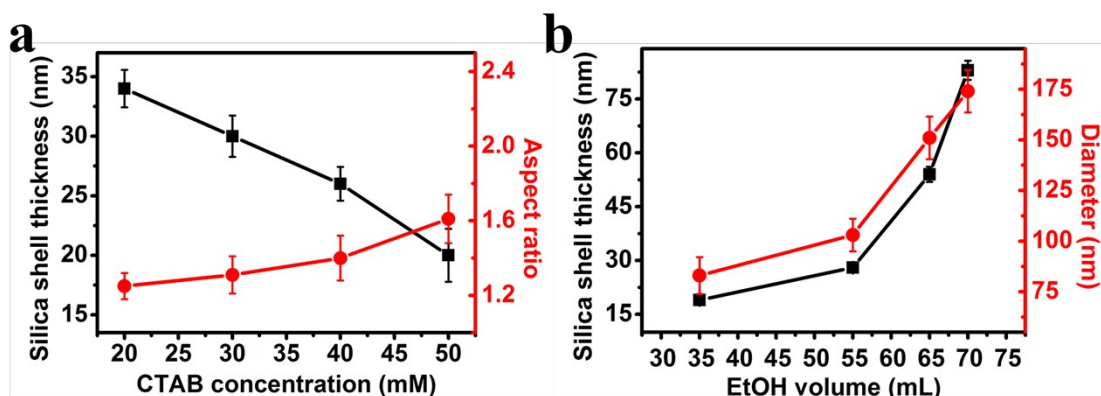 a
Silica shell thickness (nm)
35
30
25
20
15
20 25 30 35 40 45 50
CTAB concentration (mM)
2.4
2.0
1.6
1.2
Aspect ratio
b
Silica shell thickness (nm)
75
60
45
30
15
30 35 40 45 50 55 60 65 70 75
EtOH volume (mL)
175
150
125
100
75
Diameter (nm)